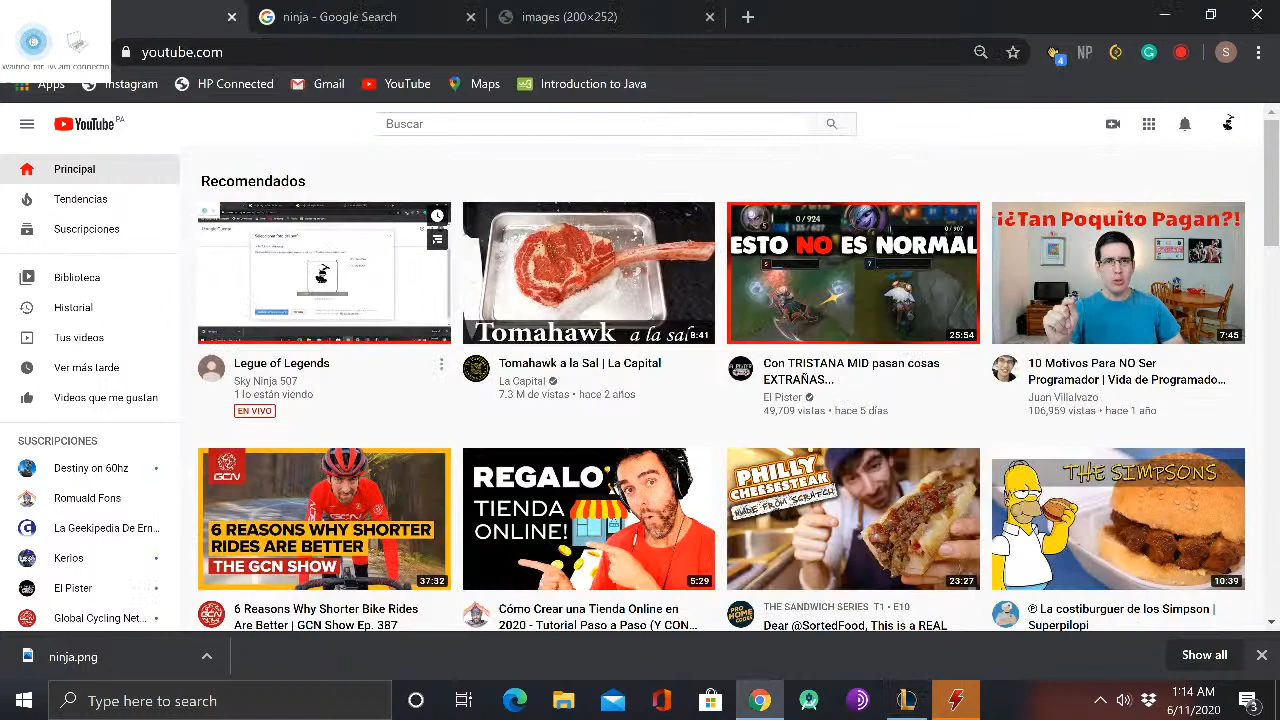 ninja - Google Search
images (200×252)
youtube.com
NP
4
S
Apps
Instagram
HP Connected
Gmail
YouTube
Maps
Introduction to Java
YouTube PA
Buscar
Principal
Tendencias
Suscripciones
Biblioteca
Historial
Tus videos
Ver más tarde
Videos que me gustan
SUSCRIPCIONES
Destiny on 60hz
Romuald Fons
La Geekipedia De Ern...
Kerios
El Pister
Global Cycling Net...
Recomendados
Tomahawk a la sal
8:41
ESTO NO ES NORMAL
25:54
¡¿Tan Poquito Pagan?!
7:45
Legue of Legends
Sky Ninja 507
1 lo están viendo
EN VIVO
Tomahawk a la Sal | La Capital
La Capital
7.3 M de vistas • hace 2 años
Con TRISTANA MID pasan cosas
EXTRAÑAS...
El Pister
49,709 vistas • hace 5 días
10 Motivos Para NO Ser
Programador | Vida de Programado...
Juan Villalvazo
106,959 vistas • hace 1 año
GCN
6 REASONS WHY SHORTER
RIDES ARE BETTER
THE GCN SHOW
37:32
REGALO
TIENDA
ONLINE!
5:29
PHILLY
CHEESESTEAK
MADE FROM SCRATCH
23:27
THE SIMPSONS
10:39
6 Reasons Why Shorter Bike Rides
Are Better | GCN Show Ep. 387
Cómo Crear una Tienda Online en
2020 - Tutorial Paso a Paso (Y CON...
THE SANDWICH SERIES T1 • E10
Dear @SortedFood, This is a REAL
℗ La costiburguer de los Simpson |
Superpilopi
ninja.png
Show all
Type here to search
1:14 AM
6/11/2020
3